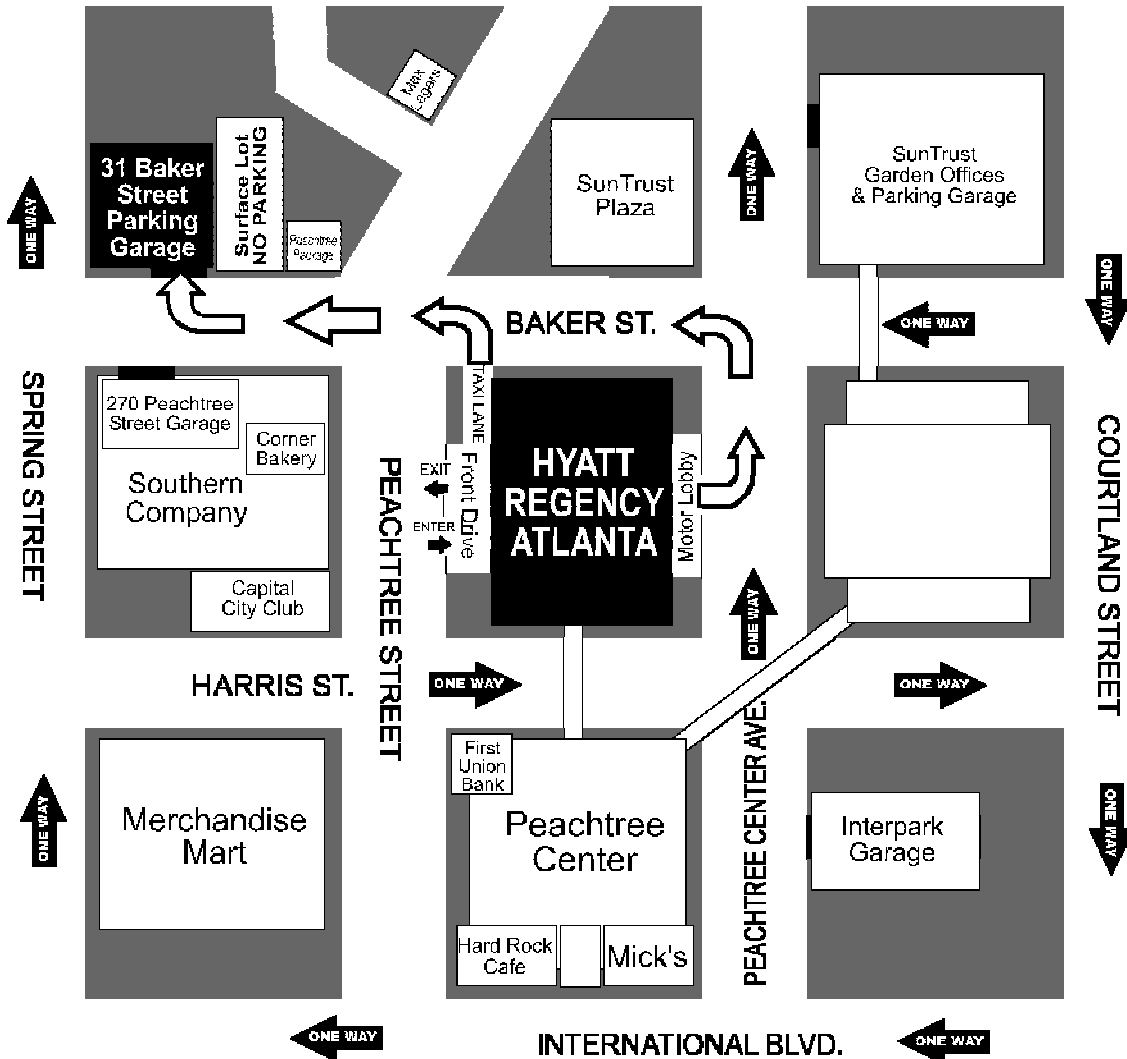 Max
Lagers
31 Baker
Street
Parking
Garage
Surface Lot
NO PARKING
Peachtree
Package
SunTrust
Plaza
SunTrust
Garden Offices
& Parking Garage
ONE WAY
ONE WAY
ONE WAY
ONE WAY
BAKER ST.
SPRING STREET
270 Peachtree
Street Garage
Corner
Bakery
Southern
Company
Capital
City Club
PEACHTREE STREET
TAXI LANE
EXIT
ENTER
Front Drive
HYATT
REGENCY
ATLANTA
Motor Lobby
COURTLAND STREET
ONE WAY
HARRIS ST.
ONE WAY
ONE WAY
PEACHTREE CENTER AVE.
ONE WAY
Merchandise
Mart
First
Union
Bank
Peachtree
Center
Hard Rock
Cafe
Mick's
Interpark
Garage
ONE WAY
ONE WAY
INTERNATIONAL BLVD.
ONE WAY